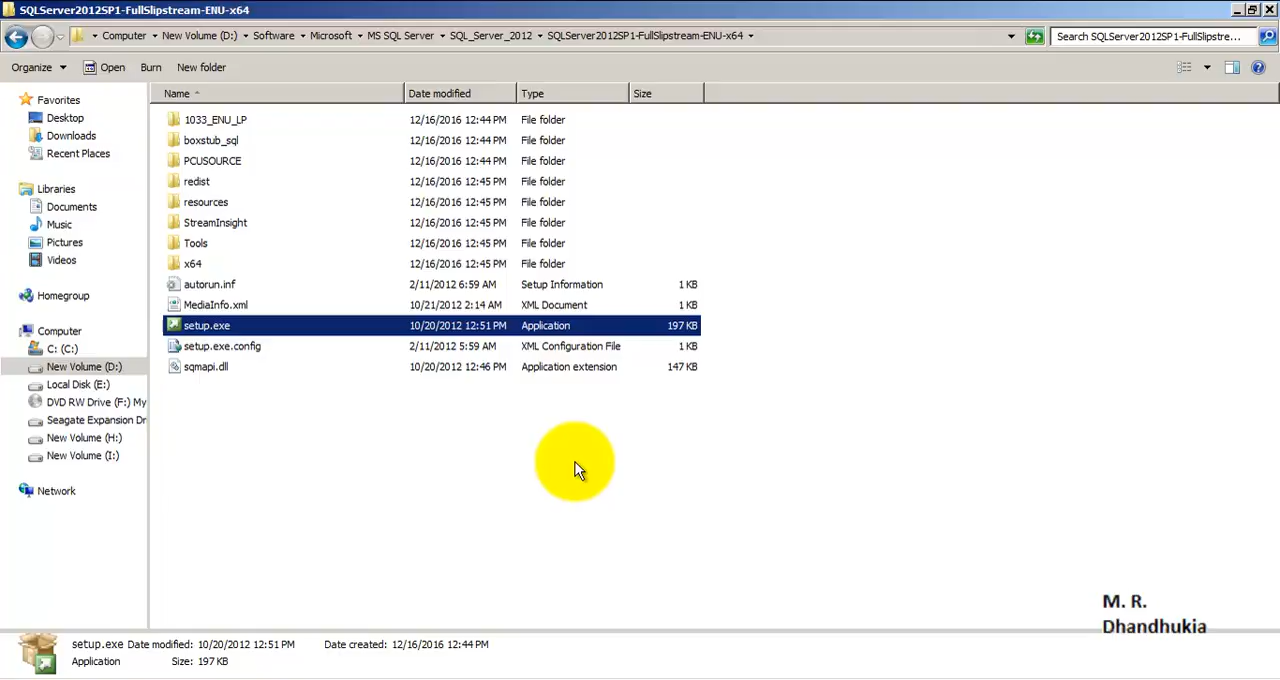 SQLServer2012SP1-FullSlipstream-ENU-x64
Computer New Volume (D:) Software Microsoft MS SQL Server SQL_Server_2012 SQLServer2012SP1-FullSlipstream-ENU-x64 Search SQLServer2012SP1-FullSlipstre...
Organize Open Burn New folder
Name Date modified Type Size
Favorites
Desktop
Downloads
Recent Places
Libraries
Documents
Music
Pictures
Videos
Homegroup
Computer
C: (C:)
New Volume (D:)
Local Disk (E:)
DVD RW Drive (F:) My
Seagate Expansion Dr
New Volume (H:)
New Volume (I:)
Network
1033_ENU_LP 12/16/2016 12:44 PM File folder
boxstub_sql 12/16/2016 12:44 PM File folder
PCUSOURCE 12/16/2016 12:44 PM File folder
redist 12/16/2016 12:45 PM File folder
resources 12/16/2016 12:45 PM File folder
StreamInsight 12/16/2016 12:45 PM File folder
Tools 12/16/2016 12:45 PM File folder
x64 12/16/2016 12:45 PM File folder
autorun.inf 2/11/2012 6:59 AM Setup Information 1 KB
MediaInfo.xml 10/21/2012 2:14 AM XML Document 1 KB
setup.exe 10/20/2012 12:51 PM Application 197 KB
setup.exe.config 2/11/2012 5:59 AM XML Configuration File 1 KB
sqmapi.dll 10/20/2012 12:46 PM Application extension 147 KB
M. R.
Dhandhukia
setup.exe Date modified: 10/20/2012 12:51 PM Date created: 12/16/2016 12:44 PM
Application Size: 197 KB